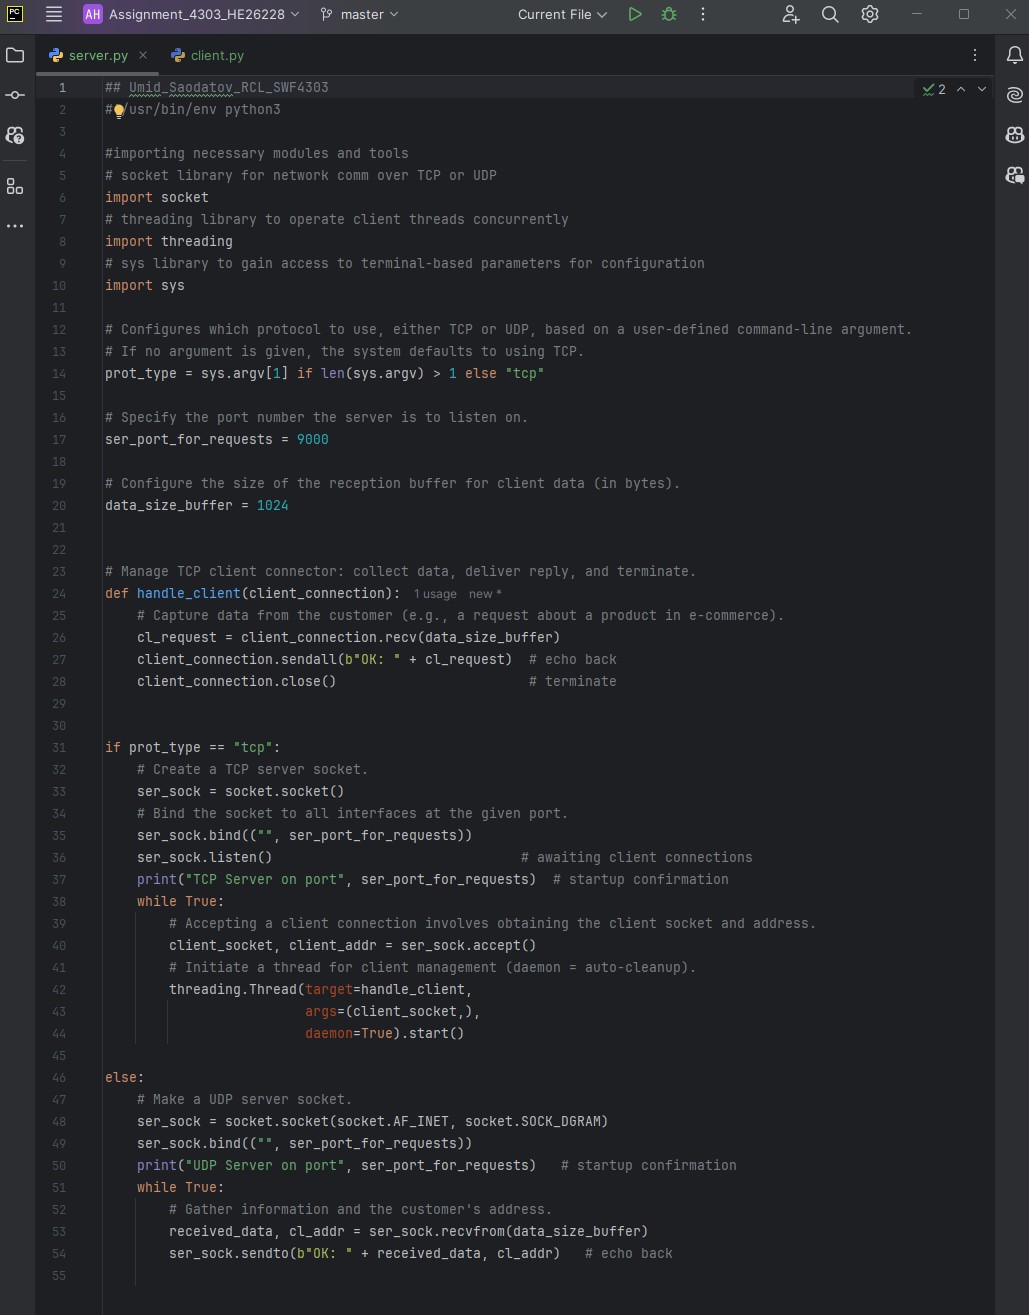 PC
AH Assignment_4303_HE26228 master Current File
server.py client.py
1 ## Umid_Saodatov_RCL_SWF4303 2
2 #/usr/bin/env python3
3
4 #importing necessary modules and tools
5 # socket library for network comm over TCP or UDP
6 import socket
7 # threading library to operate client threads concurrently
8 import threading
9 # sys library to gain access to terminal-based parameters for configuration
10 import sys
11
12 # Configures which protocol to use, either TCP or UDP, based on a user-defined command-line argument.
13 # If no argument is given, the system defaults to using TCP.
14 prot_type = sys.argv[1] if len(sys.argv) > 1 else "tcp"
15
16 # Specify the port number the server is to listen on.
17 ser_port_for_requests = 9000
18
19 # Configure the size of the reception buffer for client data (in bytes).
20 data_size_buffer = 1024
21
22
23 # Manage TCP client connector: collect data, deliver reply, and terminate.
24 def handle_client(client_connection): 1 usage new *
25     # Capture data from the customer (e.g., a request about a product in e-commerce).
26     cl_request = client_connection.recv(data_size_buffer)
27     client_connection.sendall(b"OK: " + cl_request)  # echo back
28     client_connection.close()                        # terminate
29
30
31 if prot_type == "tcp":
32     # Create a TCP server socket.
33     ser_sock = socket.socket()
34     # Bind the socket to all interfaces at the given port.
35     ser_sock.bind(("", ser_port_for_requests))
36     ser_sock.listen()                               # awaiting client connections
37     print("TCP Server on port", ser_port_for_requests)  # startup confirmation
38     while True:
39         # Accepting a client connection involves obtaining the client socket and address.
40         client_socket, client_addr = ser_sock.accept()
41         # Initiate a thread for client management (daemon = auto-cleanup).
42         threading.Thread(target=handle_client,
43                          args=(client_socket,),
44                          daemon=True).start()
45
46 else:
47     # Make a UDP server socket.
48     ser_sock = socket.socket(socket.AF_INET, socket.SOCK_DGRAM)
49     ser_sock.bind(("", ser_port_for_requests))
50     print("UDP Server on port", ser_port_for_requests)   # startup confirmation
51     while True:
52         # Gather information and the customer's address.
53         received_data, cl_addr = ser_sock.recvfrom(data_size_buffer)
54         ser_sock.sendto(b"OK: " + received_data, cl_addr)   # echo back
55